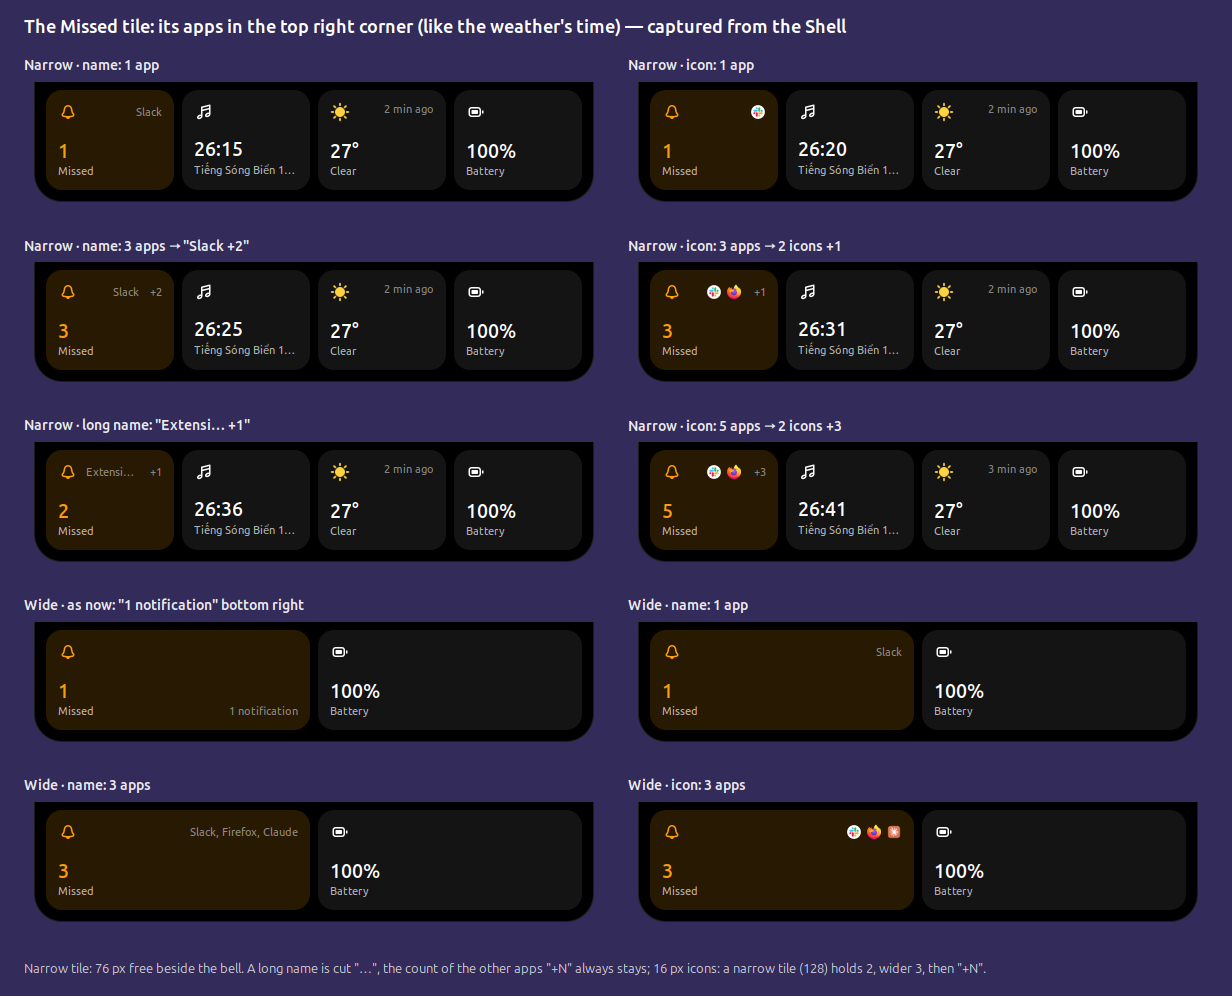 The Missed tile: its apps in the top right corner (like the weather's time) — captured from the Shell
Narrow · name: 1 app
Slack
2 min ago
1
26:15
27°
100%
Missed
Tiếng Sóng Biển 1…
Clear
Battery
Narrow · icon: 1 app
2 min ago
1
26:20
27°
100%
Missed
Tiếng Sóng Biển 1…
Clear
Battery
Narrow · name: 3 apps → "Slack +2"
Slack +2
2 min ago
3
26:25
27°
100%
Missed
Tiếng Sóng Biển 1…
Clear
Battery
Narrow · icon: 3 apps → 2 icons +1
+1
2 min ago
3
26:31
27°
100%
Missed
Tiếng Sóng Biển 1…
Clear
Battery
Narrow · long name: "Extensi… +1"
Extensi… +1
2 min ago
2
26:36
27°
100%
Missed
Tiếng Sóng Biển 1…
Clear
Battery
Narrow · icon: 5 apps → 2 icons +3
+3
3 min ago
5
26:41
27°
100%
Missed
Tiếng Sóng Biển 1…
Clear
Battery
Wide · as now: "1 notification" bottom right
1
100%
Missed
1 notification
Battery
Wide · name: 1 app
Slack
1
100%
Missed
Battery
Wide · name: 3 apps
Slack, Firefox, Claude
3
100%
Missed
Battery
Wide · icon: 3 apps
3
100%
Missed
Battery
Narrow tile: 76 px free beside the bell. A long name is cut "…", the count of the other apps "+N" always stays; 16 px icons: a narrow tile (128) holds 2, wider 3, then "+N".